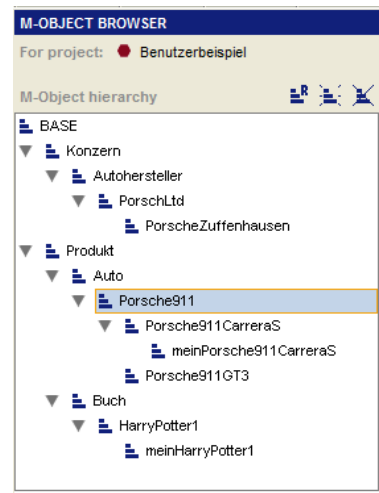 M-OBJECT BROWSER
For project: Benutzerbeispiel
M-Object hierarchy R
BASE
Konzern
Autohersteller
PorschLtd
PorscheZuffenhausen
Produkt
Auto
Porsche911
Porsche911CarreraS
meinPorsche911CarreraS
Porsche911GT3
Buch
HarryPotter1
meinHarryPotter1